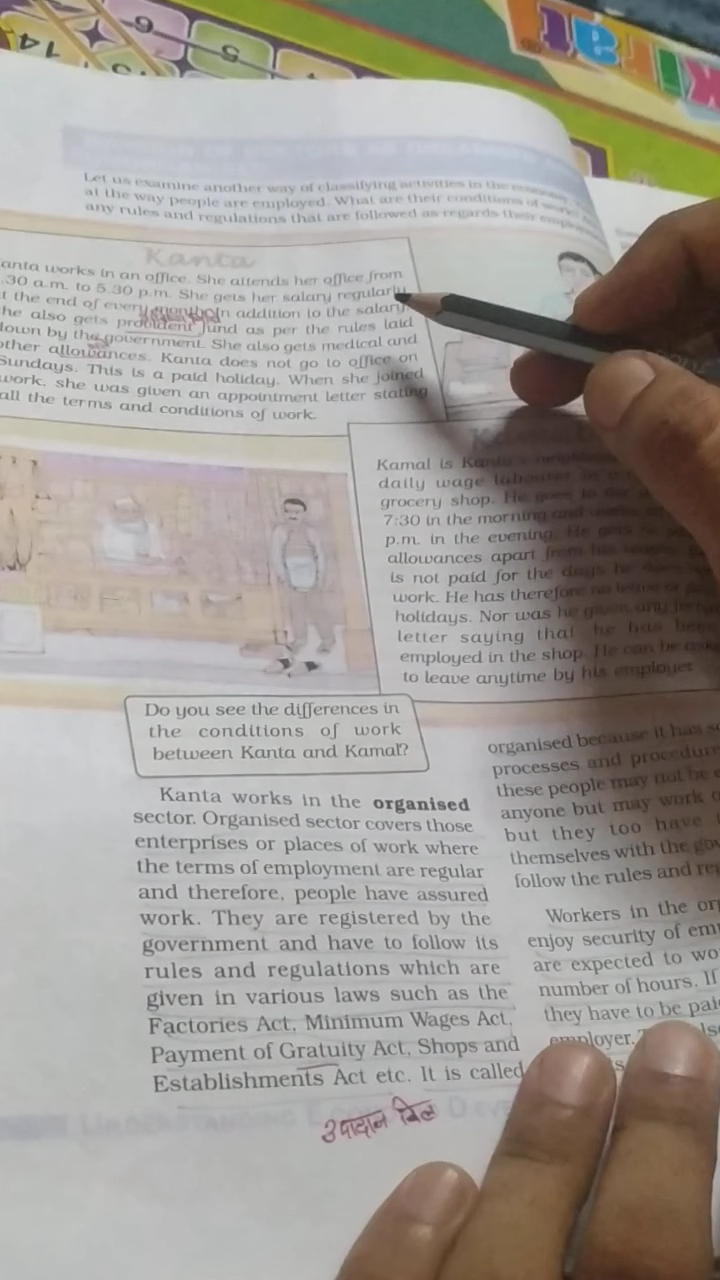 Let us examine another way of classifying activities in the
at the way people are employed. What are their conditions of work
any rules and regulations that are followed as regards their
Kanta
anta works in an office. She attends her office from
.30 a.m. to 5.30 p.m. She gets her salary regularly
t the end of every month. In addition to the salary,
he also gets provident fund as per the rules laid
down by the government. She also gets medical and
other allowances. Kanta does not go to office on
Sundays. This is a paid holiday. When she joined
work, she was given an appointment letter stating
all the terms and conditions of work.
Kamal is Kanta's
daily wage labourer
grocery shop. He goes to the
7:30 in the morning and
p.m. in the evening. He gets
allowances apart from his
is not paid for the days he does
work. He has therefore no leave or
holidays. Nor was he given any
letter saying that he has been
employed in the shop. He can be
to leave anytime by his employer
Do you see the differences in
the conditions of work
between Kanta and Kamal?
Kanta works in the organised
sector. Organised sector covers those
enterprises or places of work where
the terms of employment are regular
and therefore, people have assured
work. They are registered by the
government and have to follow its
rules and regulations which are
given in various laws such as the
Factories Act, Minimum Wages Act,
Payment of Gratuity Act, Shops and
Establishments Act etc. It is called
organised because it has
processes and
these people may not be
anyone but may work
but they too have
themselves with the
follow the rules and
Workers in the
enjoy security of
are expected to
number of hours. If
they have to be
employer.
UNDERSTANDING
उपादान
14
6
5